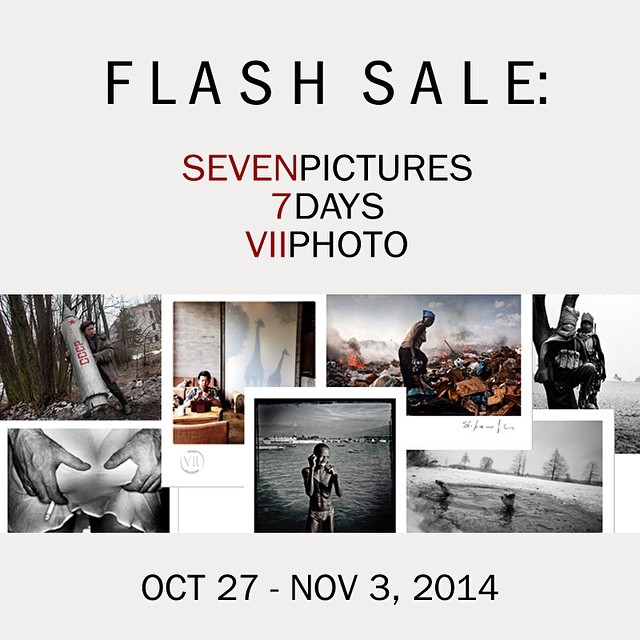 FLASH SALE:
SEVENPICTURES
7DAYS
VIIPHOTO
CCCP
VII
OCT 27 - NOV 3, 2014